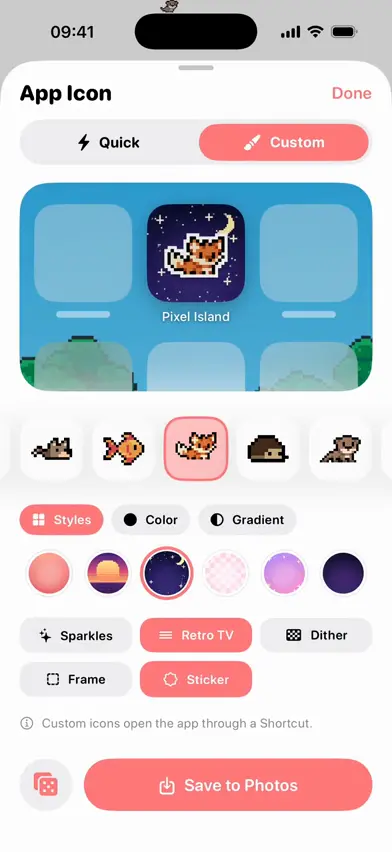 09:41
App Icon
Done
Quick
Custom
Pixel Island
Styles
Color
Gradient
Sparkles
Retro TV
Dither
Frame
Sticker
Custom icons open the app through a Shortcut.
Save to Photos